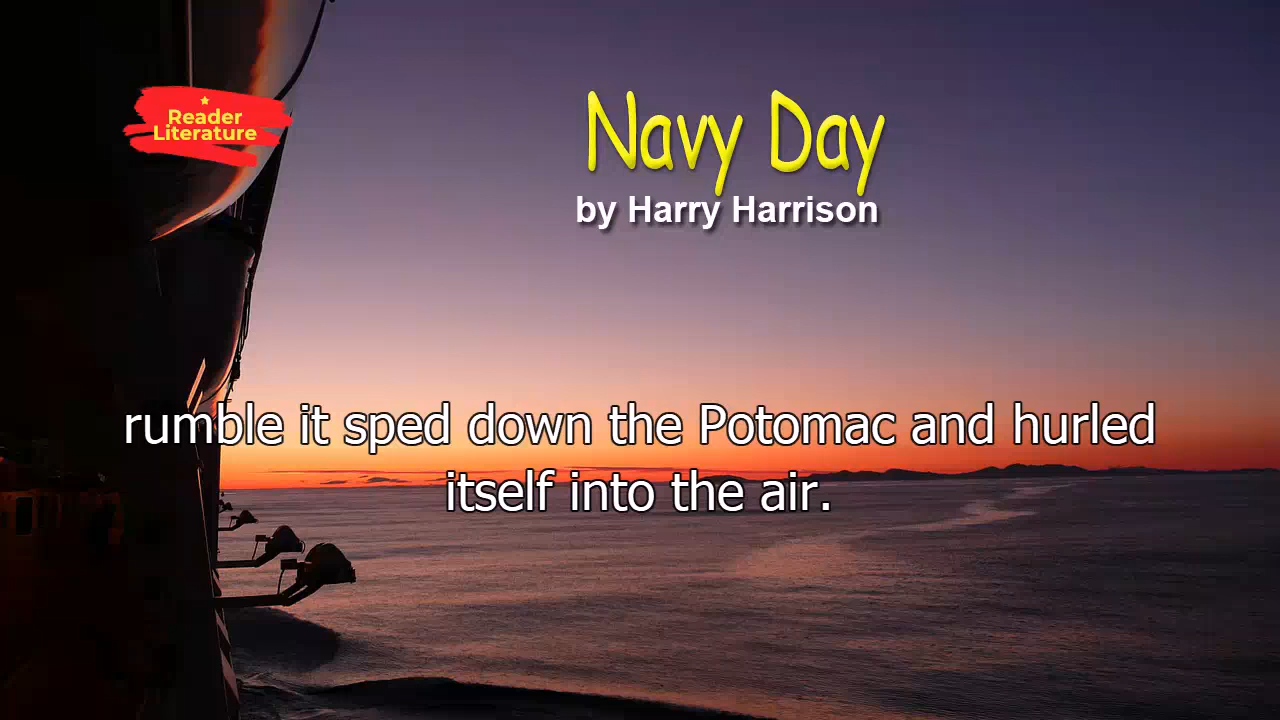 Reader
Literature
Navy Day
by Harry Harrison
rumble it sped down the Potomac and hurled
itself into the air.